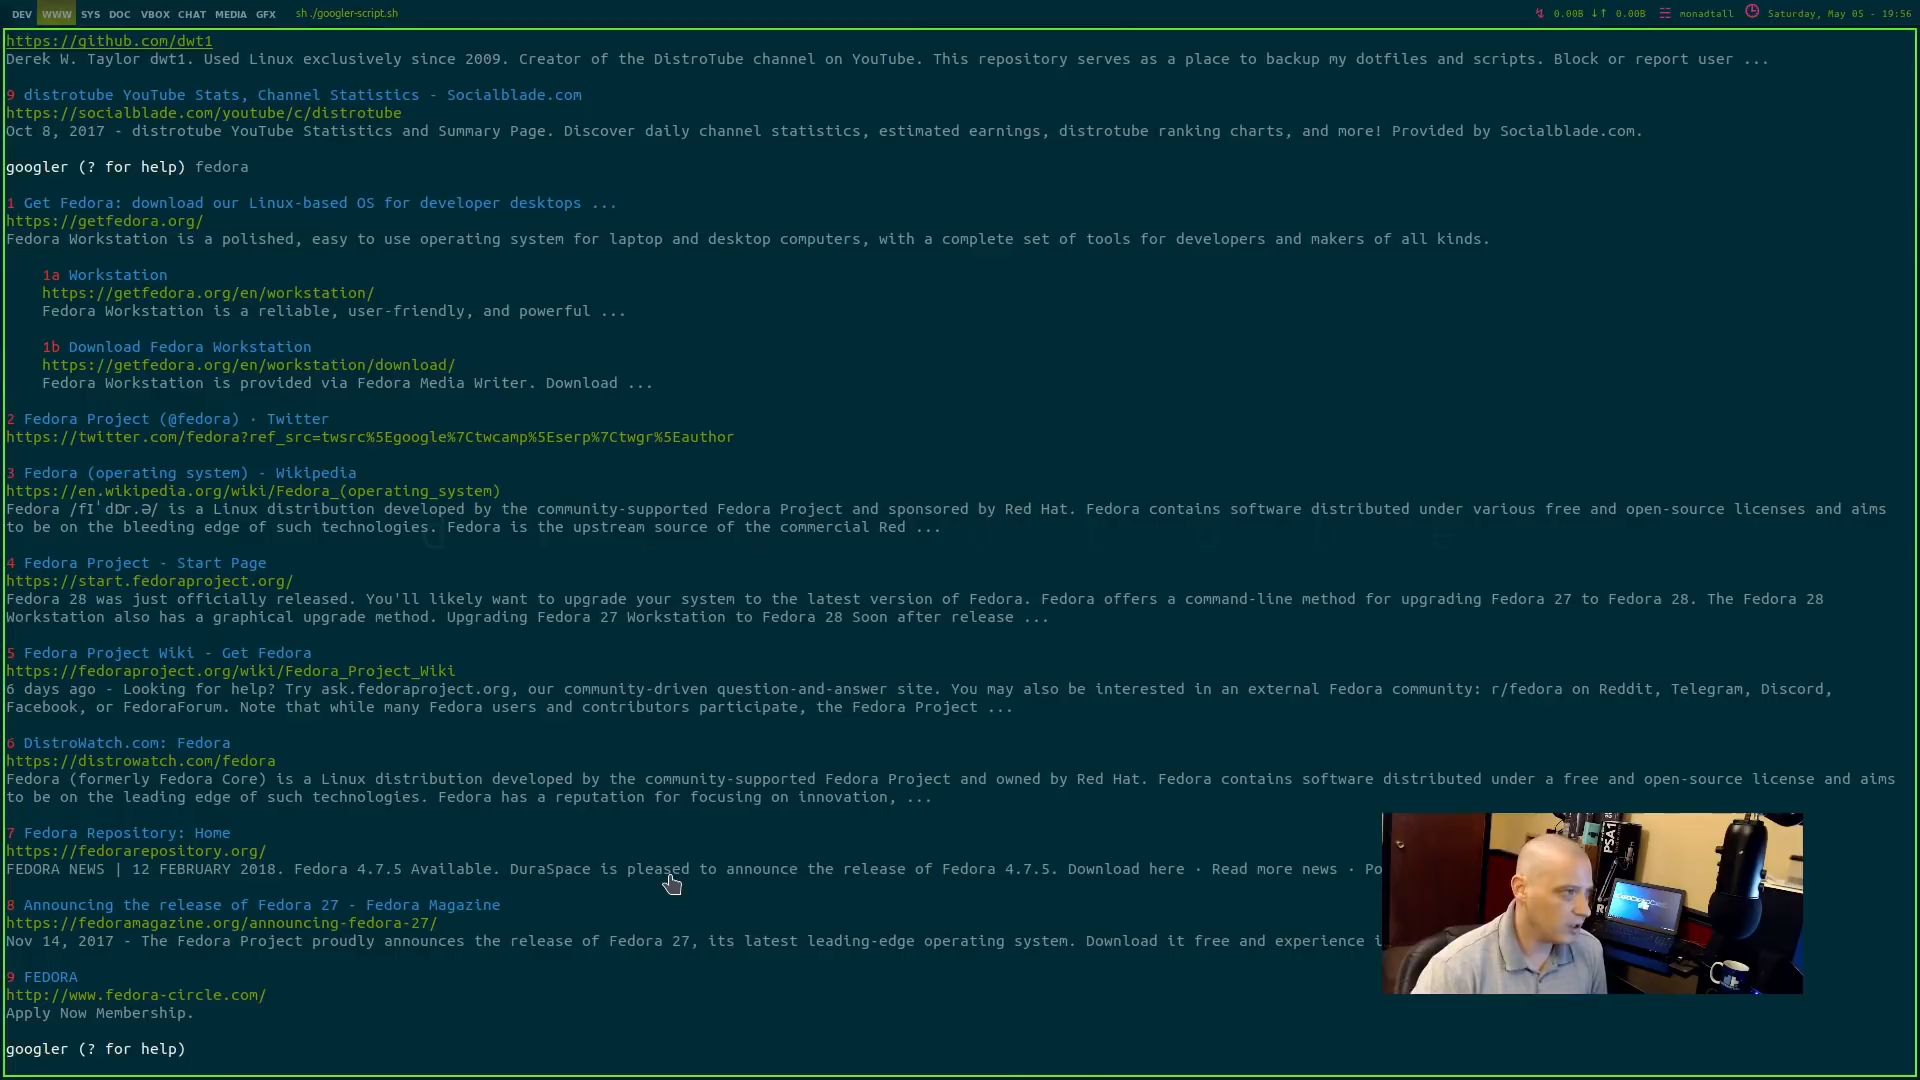 DEV WWW SYS DOC VBOX CHAT MEDIA GFX sh ./googler-script.sh 0.00B ↓↑ 0.00B monadtall Saturday, May 05 - 19:56
https://github.com/dwt1
Derek W. Taylor dwt1. Used Linux exclusively since 2009. Creator of the DistroTube channel on YouTube. This repository serves as a place to backup my dotfiles and scripts. Block or report user ...
9 distrotube YouTube Stats, Channel Statistics - Socialblade.com
https://socialblade.com/youtube/c/distrotube
Oct 8, 2017 - distrotube YouTube Statistics and Summary Page. Discover daily channel statistics, estimated earnings, distrotube ranking charts, and more! Provided by Socialblade.com.
googler (? for help) fedora
1 Get Fedora: download our Linux-based OS for developer desktops ...
https://getfedora.org/
Fedora Workstation is a polished, easy to use operating system for laptop and desktop computers, with a complete set of tools for developers and makers of all kinds.
1a Workstation
https://getfedora.org/en/workstation/
Fedora Workstation is a reliable, user-friendly, and powerful ...
1b Download Fedora Workstation
https://getfedora.org/en/workstation/download/
Fedora Workstation is provided via Fedora Media Writer. Download ...
2 Fedora Project (@fedora) · Twitter
https://twitter.com/fedora?ref_src=twsrc%5Egoogle%7Ctwcamp%5Eserp%7Ctwgr%5Eauthor
3 Fedora (operating system) - Wikipedia
https://en.wikipedia.org/wiki/Fedora_(operating_system)
Fedora /fɪˈdɒr.ə/ is a Linux distribution developed by the community-supported Fedora Project and sponsored by Red Hat. Fedora contains software distributed under various free and open-source licenses and aims
to be on the bleeding edge of such technologies. Fedora is the upstream source of the commercial Red ...
4 Fedora Project - Start Page
https://start.fedoraproject.org/
Fedora 28 was just officially released. You'll likely want to upgrade your system to the latest version of Fedora. Fedora offers a command-line method for upgrading Fedora 27 to Fedora 28. The Fedora 28
Workstation also has a graphical upgrade method. Upgrading Fedora 27 Workstation to Fedora 28 Soon after release ...
5 Fedora Project Wiki - Get Fedora
https://fedoraproject.org/wiki/Fedora_Project_Wiki
6 days ago - Looking for help? Try ask.fedoraproject.org, our community-driven question-and-answer site. You may also be interested in an external Fedora community: r/fedora on Reddit, Telegram, Discord,
Facebook, or FedoraForum. Note that while many Fedora users and contributors participate, the Fedora Project ...
6 DistroWatch.com: Fedora
https://distrowatch.com/fedora
Fedora (formerly Fedora Core) is a Linux distribution developed by the community-supported Fedora Project and owned by Red Hat. Fedora contains software distributed under a free and open-source license and aims
to be on the leading edge of such technologies. Fedora has a reputation for focusing on innovation, ...
7 Fedora Repository: Home
https://fedorarepository.org/
FEDORA NEWS | 12 FEBRUARY 2018. Fedora 4.7.5 Available. DuraSpace is pleased to announce the release of Fedora 4.7.5. Download here · Read more news · Po
PSA1
8 Announcing the release of Fedora 27 - Fedora Magazine
https://fedoramagazine.org/announcing-fedora-27/
Nov 14, 2017 - The Fedora Project proudly announces the release of Fedora 27, its latest leading-edge operating system. Download it free and experience i
9 FEDORA
http://www.fedora-circle.com/
Apply Now Membership.
googler (? for help)